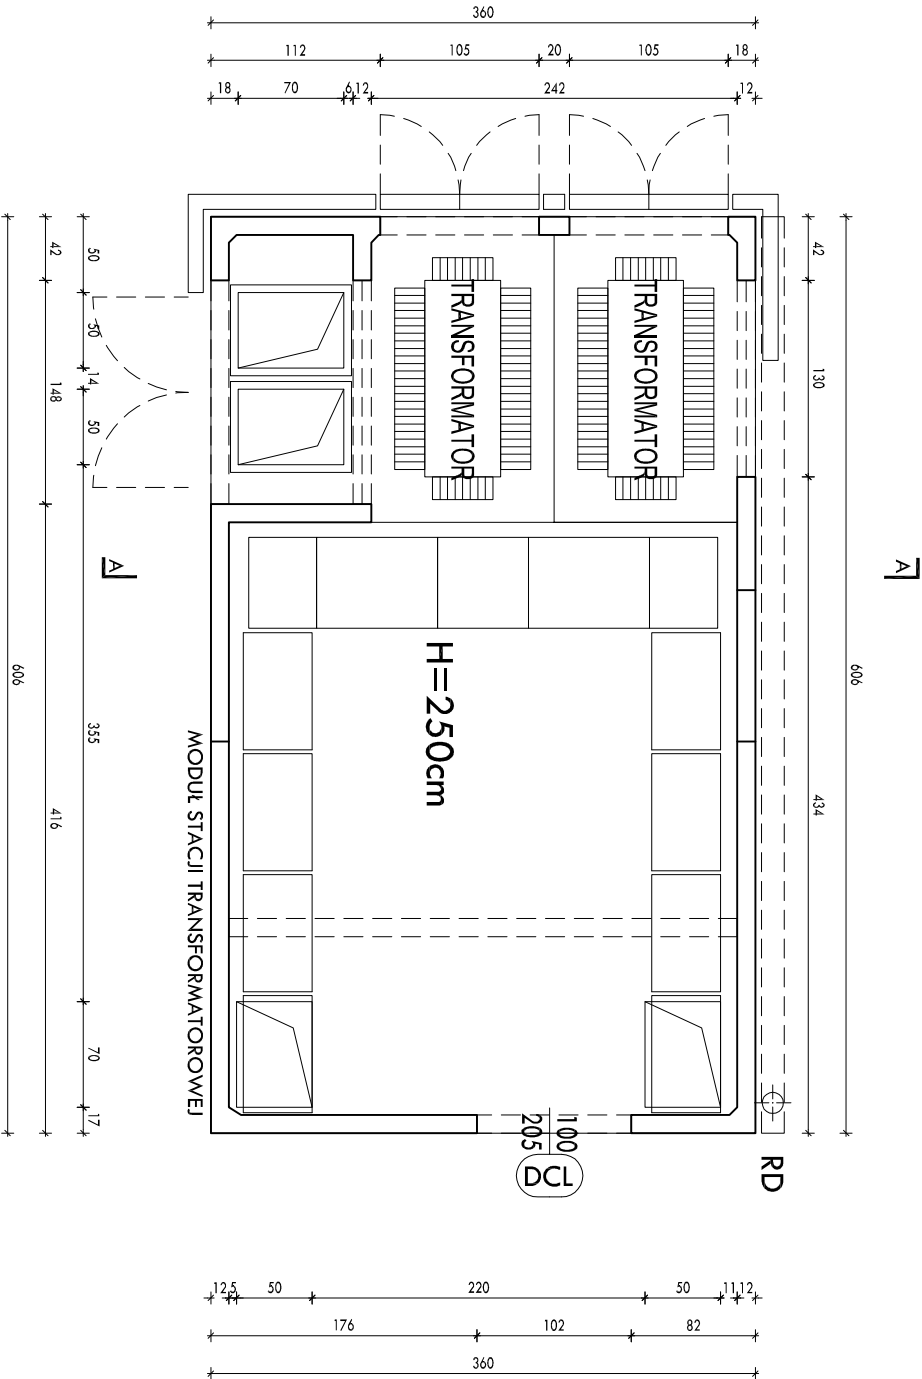 360
112 105 20 105 18
18 70 6 12 242 12
42 50
42
50
14
50
148
130
TRANSFORMATOR
TRANSFORMATOR
A
A
606
606
355
416
434
H=250cm
MODUŁ STACJI TRANSFORMATOROWEJ
70
17
100
205
DCL
RD
12 5 50 220 50 11 12
176 102 82
360